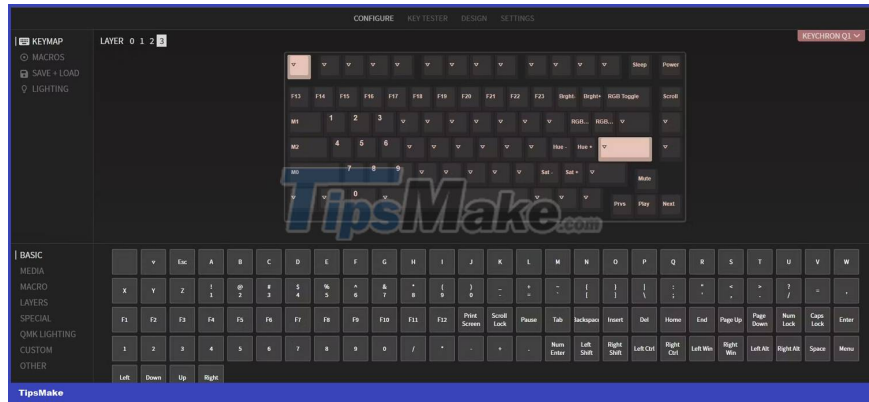 CONFIGURE KEY TESTER DESIGN SETTINGS
KEYMAP
MACROS
SAVE + LOAD
LIGHTING
LAYER 0 1 2 3
KEYCHRON Q1
▽ ▽ ▽ ▽ ▽ ▽ ▽ ▽ ▽ ▽ ▽ ▽ ▽ Sleep Power
F13 F14 F15 F16 F17 F18 F19 F20 F21 F22 F23 Brght- Brght+ RGB Toggle Scroll
M1 1 2 3 ▽ ▽ ▽ ▽ ▽ ▽ ▽ RGB... RGB... ▽ ▽
M2 4 5 6 ▽ ▽ ▽ ▽ ▽ ▽ Hue - Hue + ▽ ▽
M0 7 8 9 ▽ ▽ ▽ ▽ ▽ Sat - Sat + ▽ Mute
▽ ▽ 0 ▽ ▽ ▽ ▽ Prvs Play Next
TipsMake.com
BASIC
MEDIA
MACRO
LAYERS
SPECIAL
QMK LIGHTING
CUSTOM
OTHER
▽ Esc A B C D E F G H I J K L M N O P Q R S T U V W
X Y Z ! 1 @ 2 # 3 $ 4 % 5 ^ 6 & 7 * 8 ( 9 ) 0 _ - + = ~ ` { [ } ] | \ : ; " ' < , > . ? / = ,
F1 F2 F3 F4 F5 F6 F7 F8 F9 F10 F11 F12 Print Screen Scroll Lock Pause Tab Backspace Insert Del Home End Page Up Page Down Num Lock Caps Lock Enter
1 2 3 4 5 6 7 8 9 0 / * - + . Num Enter Left Shift Right Shift Left Ctrl Right Ctrl Left Win Right Win Left Alt Right Alt Space Menu
Left Down Up Right
TipsMake